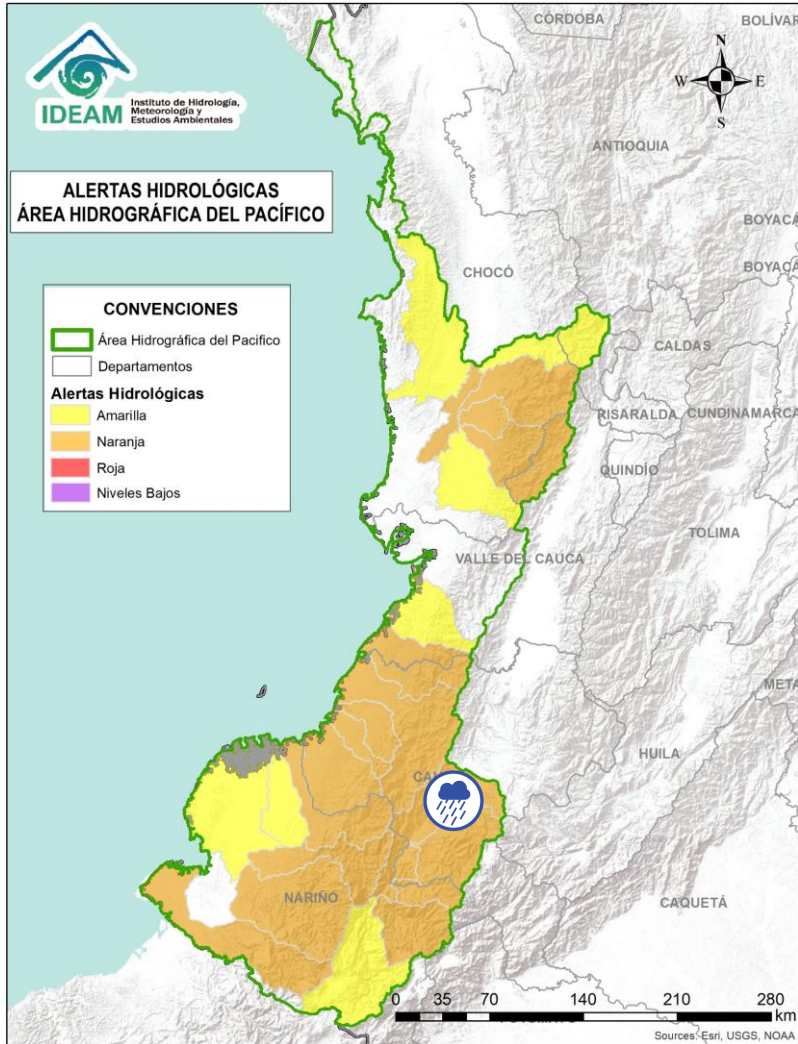 CÓRDOBA
BOLÍVAR
IDEAM
Instituto de Hidrología,
Meteorología y
Estudios Ambientales
N
W
E
S
ANTIOQUIA
ALERTAS HIDROLÓGICAS
ÁREA HIDROGRÁFICA DEL PACÍFICO
BOYACÁ
CHOCÓ
BOYACÁ
CONVENCIONES
Área Hidrográfica del Pacífico
Departamentos
Alertas Hidrológicas
Amarilla
Naranja
Roja
Niveles Bajos
CALDAS
RISARALDA
CUNDINAMARCA
QUINDÍO
TOLIMA
VALLE DEL CAUCA
META
HUILA
NARIÑO
CAQUETÁ
0 35 70 140 210 280
km
Sources: Esri, USGS, NOAA